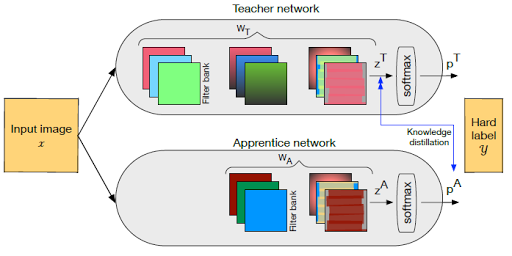 Teacher network
W_T
Filter bank
z^T
softmax
p^T
Input image
x
Hard
label
y
Knowledge
distillation
Apprentice network
W_A
Filter bank
z^A
softmax
p^A